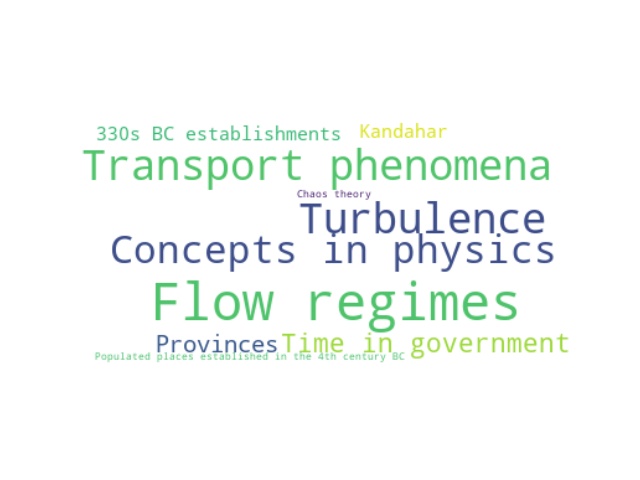 330s BC establishments Kandahar
Transport phenomena
Chaos theory
Turbulence
Concepts in physics
Flow regimes
Provinces Time in government
Populated places established in the 4th century BC